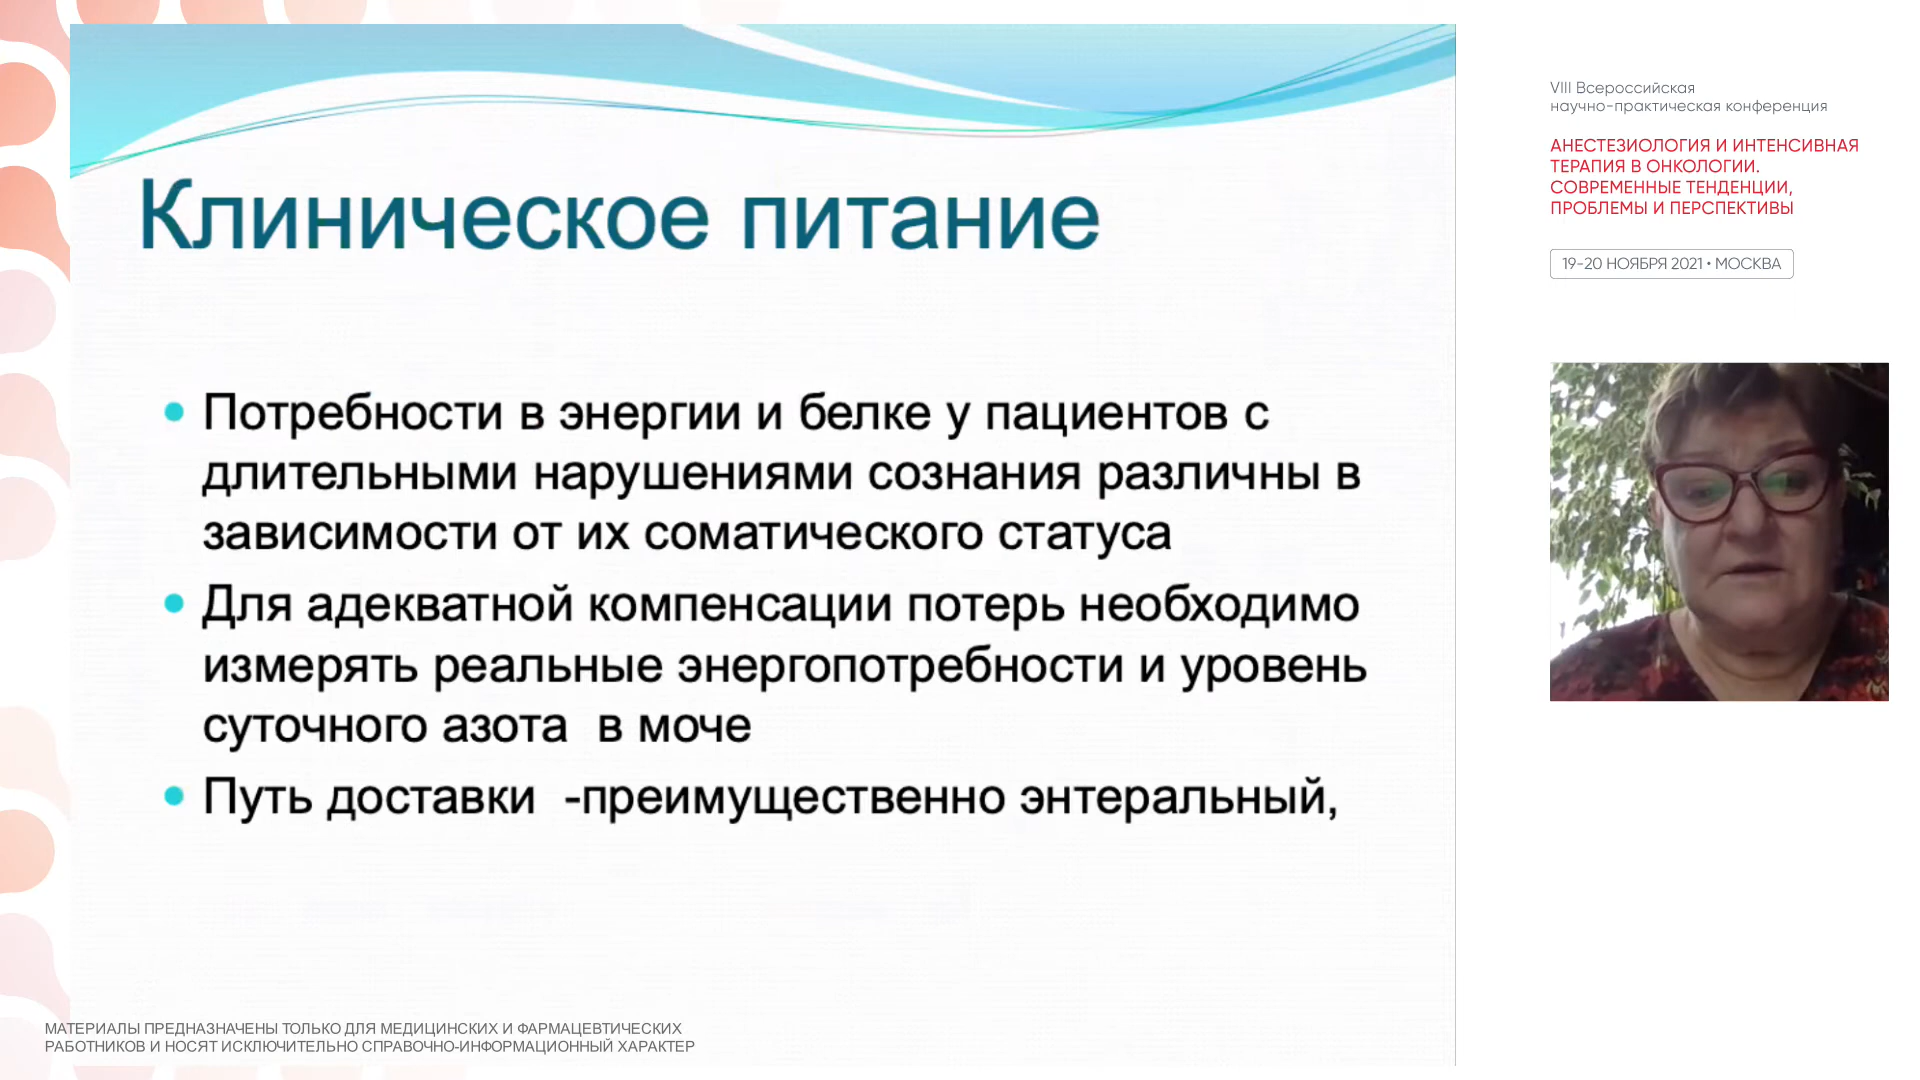 Клиническое питание
Потребности в энергии и белке у пациентов с
длительными нарушениями сознания различны в
зависимости от их соматического статуса
Для адекватной компенсации потерь необходимо
измерять реальные энергопотребности и уровень
суточного азота  в моче
Путь доставки  -преимущественно энтеральный,
МАТЕРИАЛЫ ПРЕДНАЗНАЧЕНЫ ТОЛЬКО ДЛЯ МЕДИЦИНСКИХ И ФАРМАЦЕВТИЧЕСКИХ
РАБОТНИКОВ И НОСЯТ ИСКЛЮЧИТЕЛЬНО СПРАВОЧНО-ИНФОРМАЦИОННЫЙ ХАРАКТЕР
VIII Всероссийская
научно-практическая конференция
АНЕСТЕЗИОЛОГИЯ И ИНТЕНСИВНАЯ
ТЕРАПИЯ В ОНКОЛОГИИ.
СОВРЕМЕННЫЕ ТЕНДЕНЦИИ,
ПРОБЛЕМЫ И ПЕРСПЕКТИВЫ
19-20 НОЯБРЯ 2021 • МОСКВА